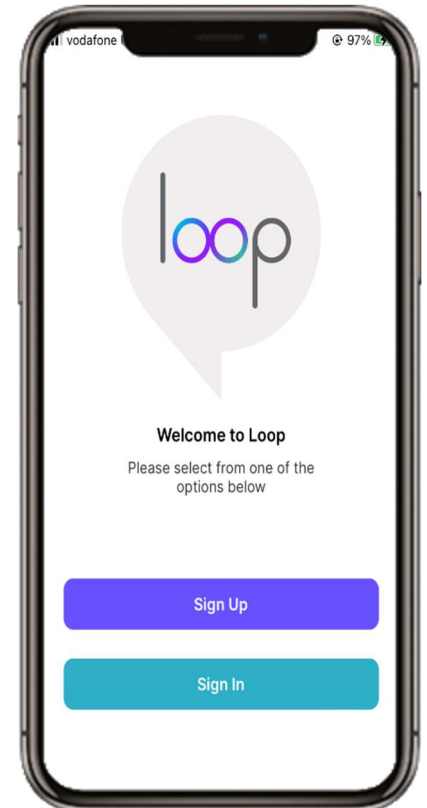 vodafone
97%
loop
Welcome to Loop
Please select from one of the
options below
Sign Up
Sign In